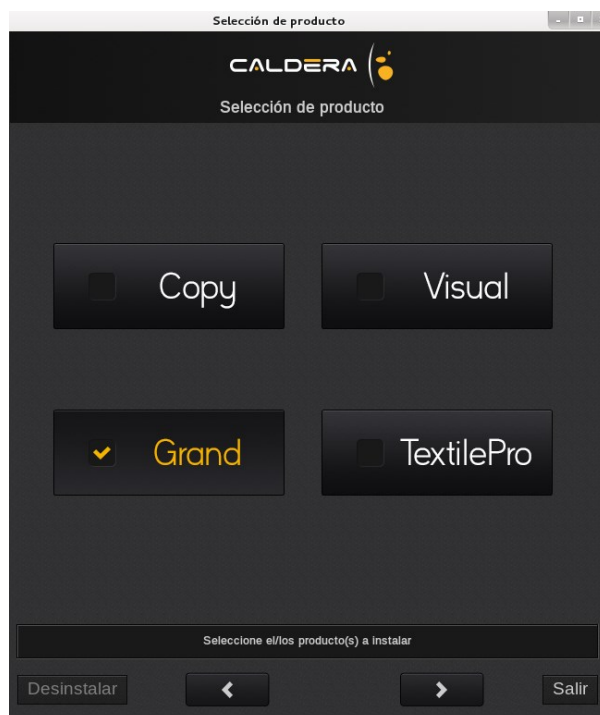 Selección de producto
CALDERA
Selección de producto
Copy
Visual
Grand
TextilePro
Seleccione el/los producto(s) a instalar
Desinstalar
Salir